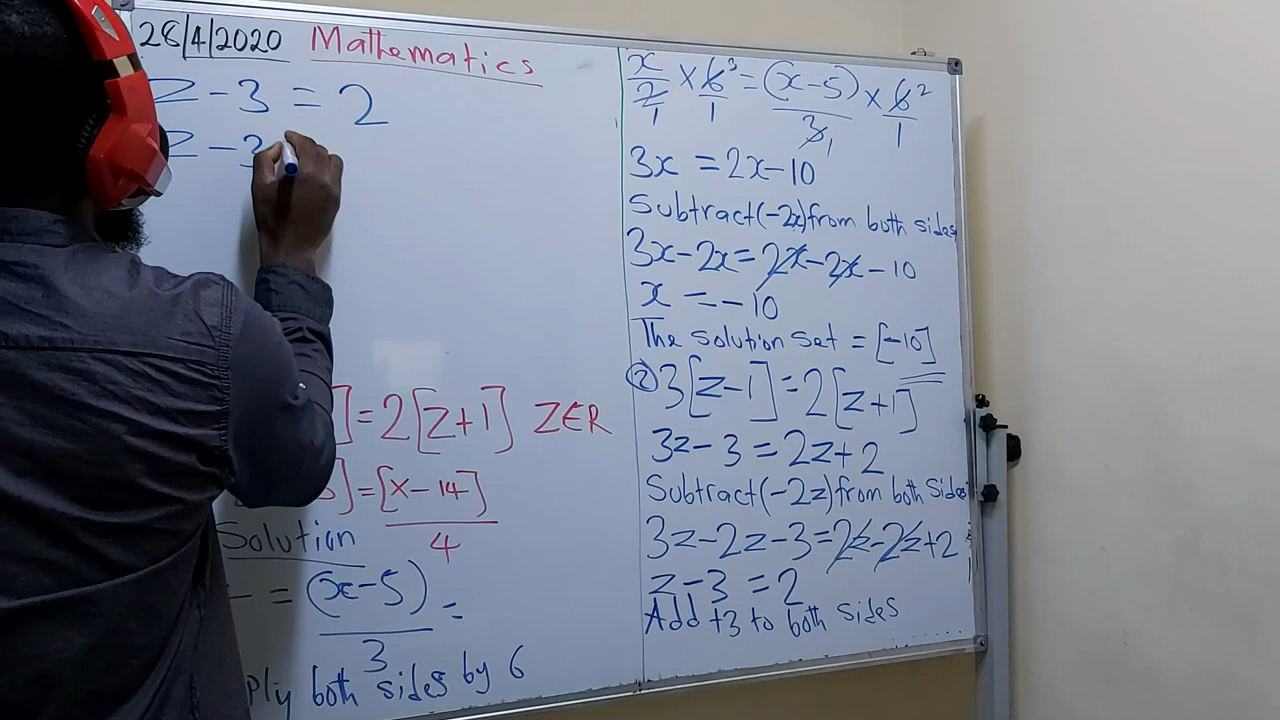 28/4/2020 Mathematics
z - 3 = 2
z - 3
] = 2[z+1] Z∈R
] = [x - 14]
4
Solution
= (x - 5) =
3
both sides by 6
x/2 × 6/1 = (x - 5)/3 × 6/1
3x = 2x - 10
Subtract (-2x) from both sides
3x - 2x = 2x - 2x - 10
x = -10
The solution set = [-10]
② 3[z - 1] = 2[z + 1]
3z - 3 = 2z + 2
Subtract (-2z) from both sides
3z - 2z - 3 = 2z - 2z + 2
z - 3 = 2
Add +3 to both sides